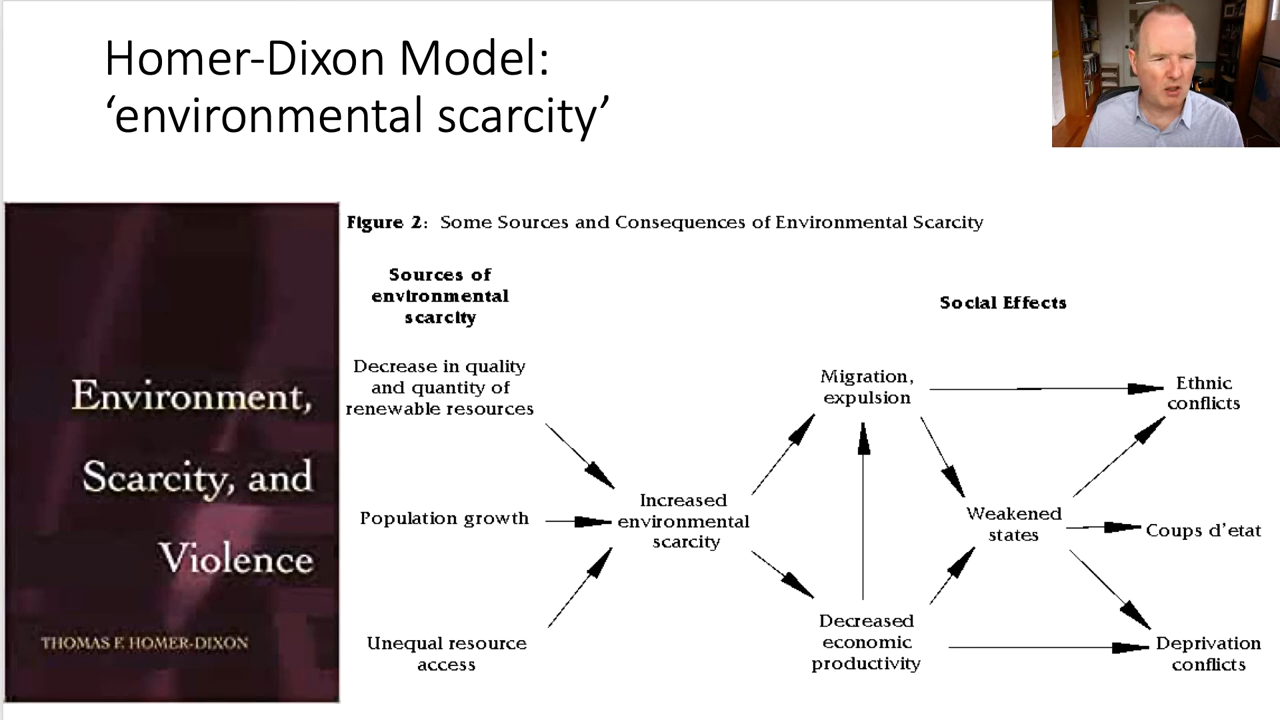 Homer-Dixon Model:
‘environmental scarcity’
Environment,
Scarcity, and
Violence
THOMAS F. HOMER-DIXON
Figure 2: Some Sources and Consequences of Environmental Scarcity
Sources of
environmental
scarcity
Social Effects
Decrease in quality
and quantity of
renewable resources
Population growth
Unequal resource
access
Increased
environmental
scarcity
Migration,
expulsion
Decreased
economic
productivity
Weakened
states
Ethnic
conflicts
Coups d'etat
Deprivation
conflicts